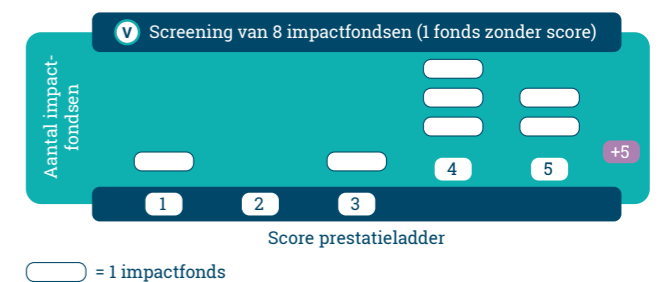 V Screening van 8 impactfondsen (1 fonds zonder score)
Aantal impact-
fondsen
4 5 +5
1 2 3
Score prestatieladder
= 1 impactfonds